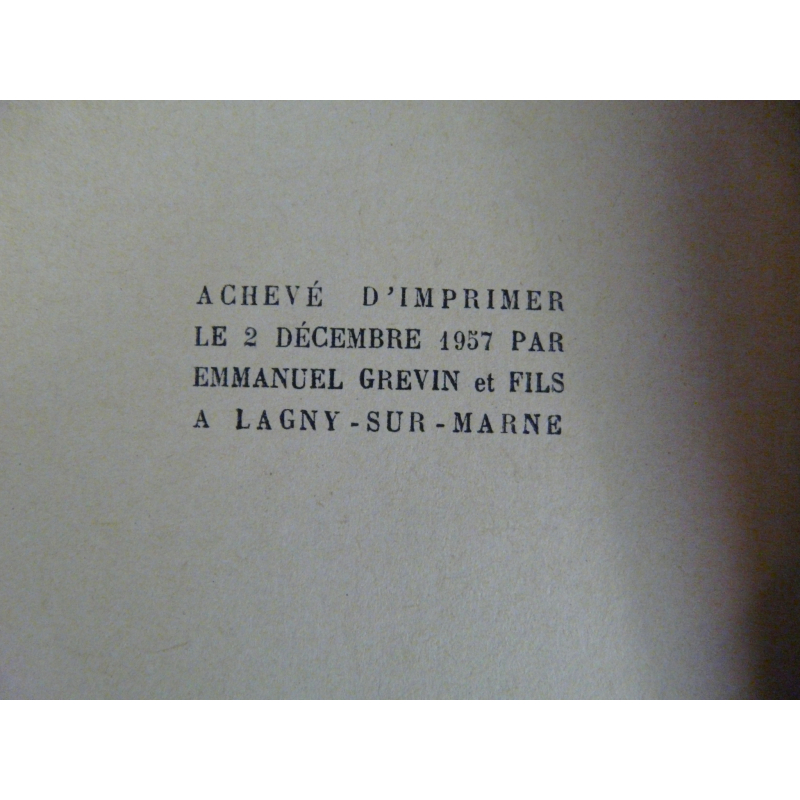 ACHEVÉ D'IMPRIMER
LE 2 DÉCEMBRE 1957 PAR
EMMANUEL GREVIN et FILS
A LAGNY-SUR-MARNE